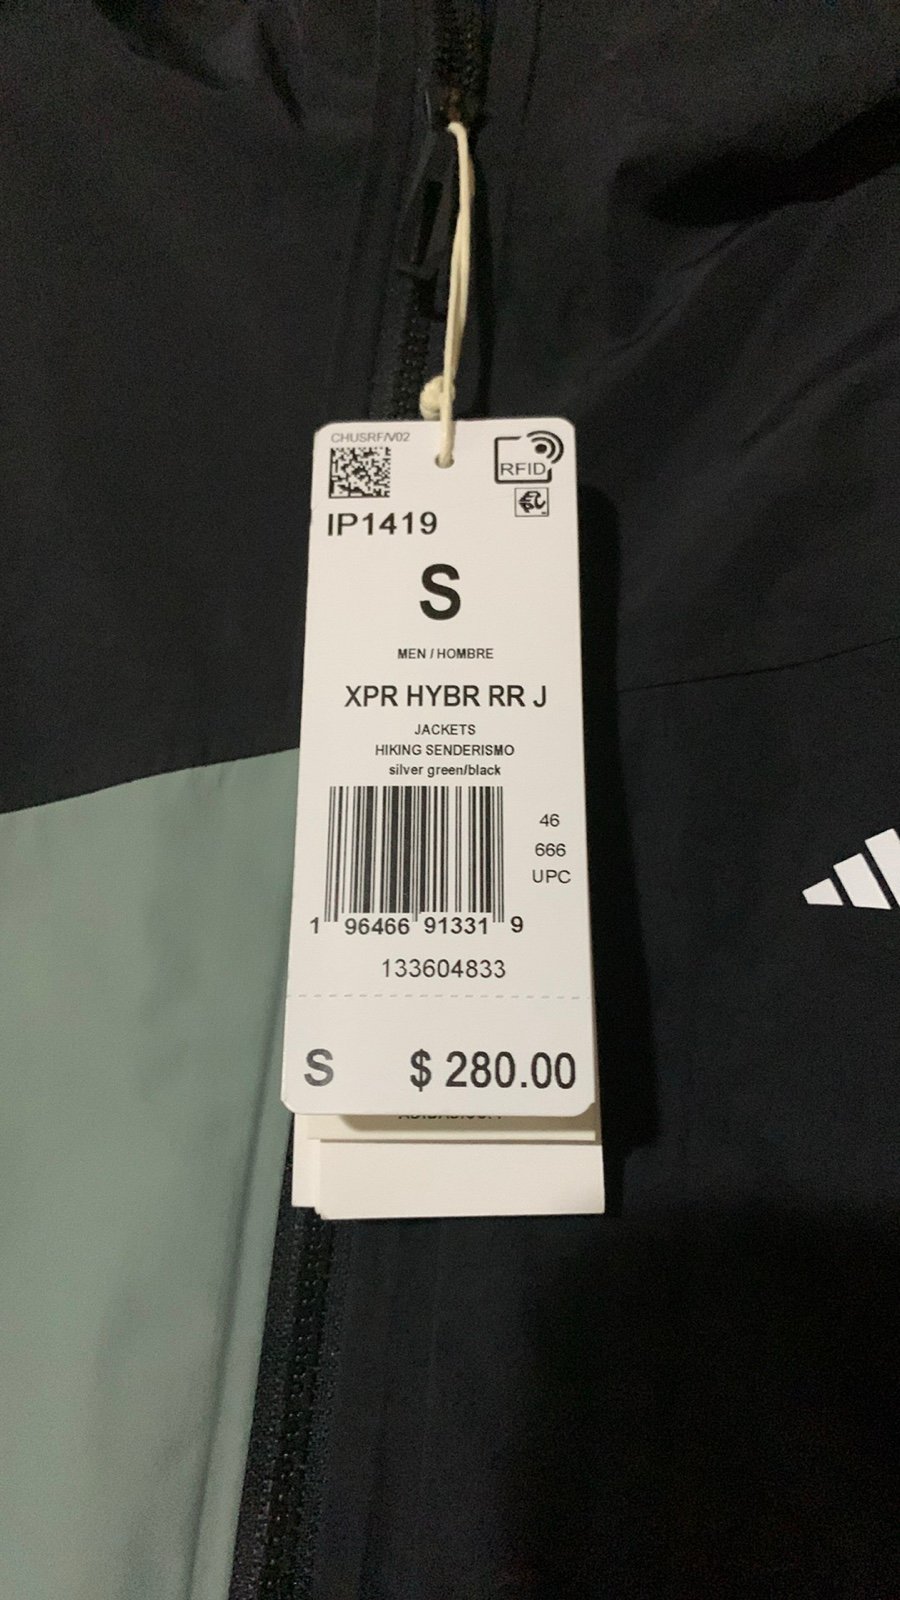 CHUSRF/V02
RFID
IP1419
S
MEN / HOMBRE
XPR HYBR RR J
JACKETS
HIKING SENDERISMO
silver green/black
46
666
UPC
1 96466 91331 9
133604833
S $ 280.00